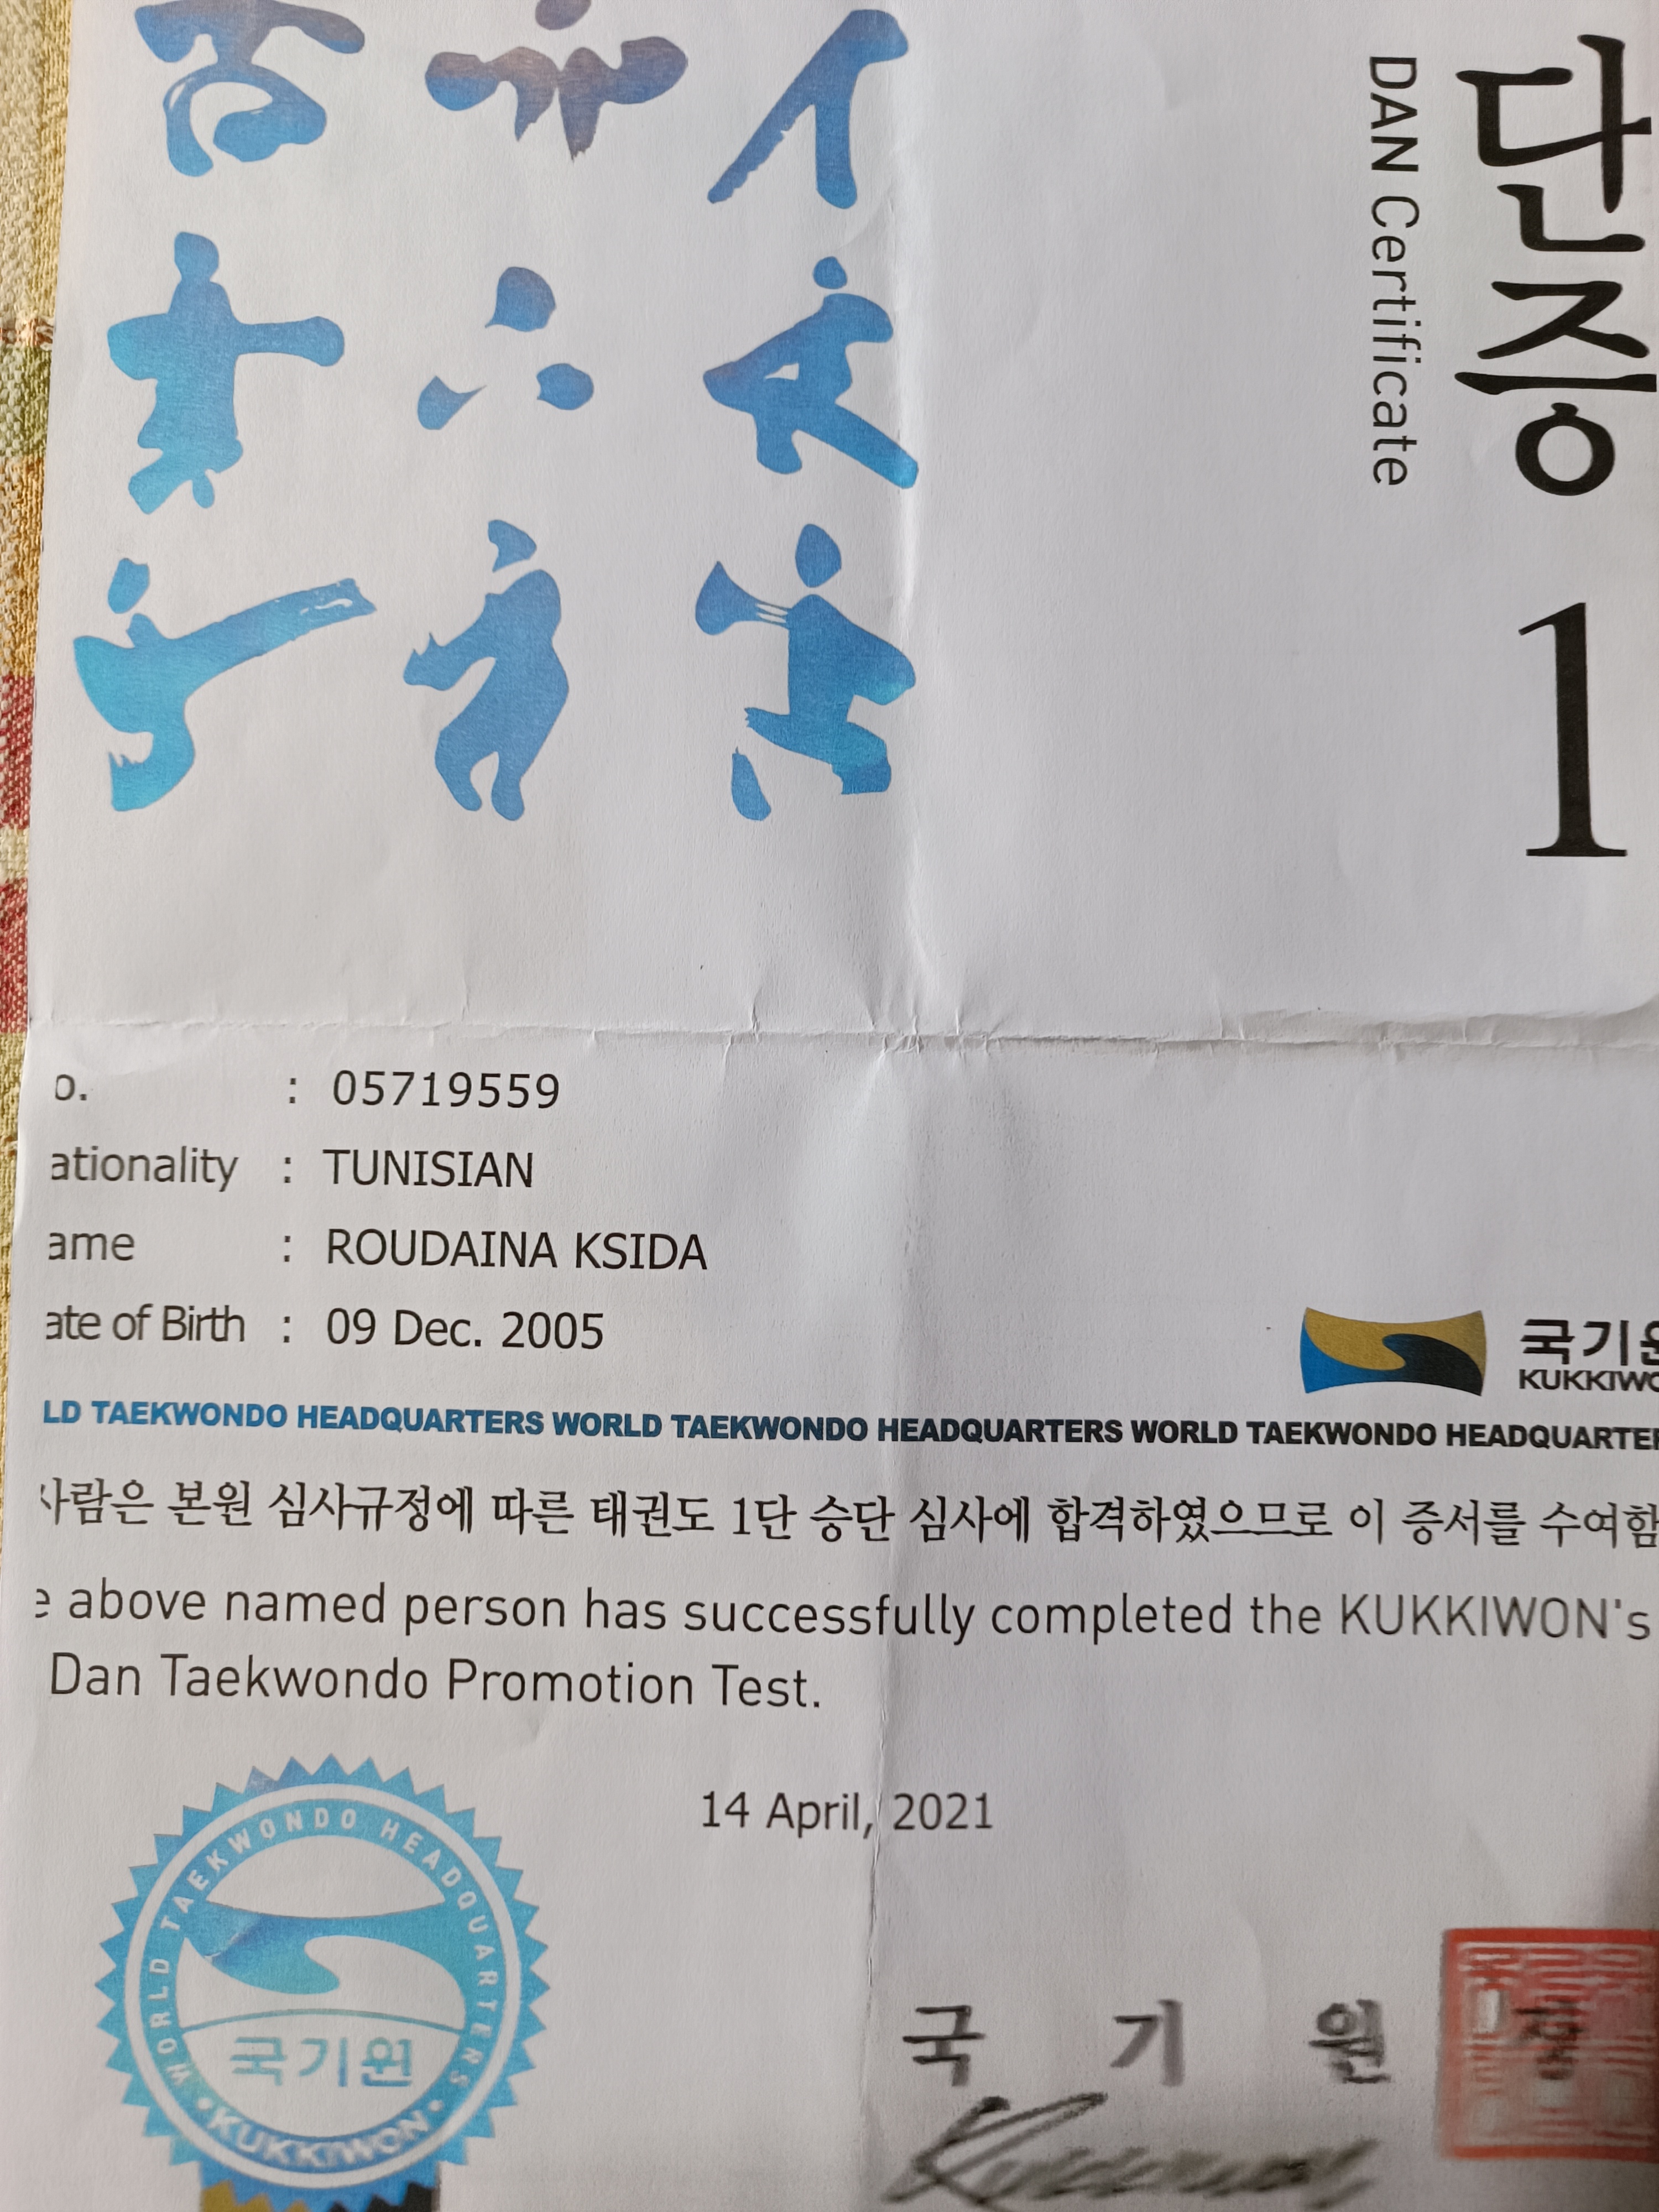 단증 1
DAN Certificate
o. : 05719559
ationality : TUNISIAN
ame : ROUDAINA KSIDA
ate of Birth : 09 Dec. 2005
국기원
KUKKIWO
LD TAEKWONDO HEADQUARTERS WORLD TAEKWONDO HEADQUARTERS WORLD TAEKWONDO HEADQUARTER
사람은 본원 심사규정에 따른 태권도 1단 승단 심사에 합격하였으므로 이 증서를 수여함
e above named person has successfully completed the KUKKIWON's
Dan Taekwondo Promotion Test.
14 April, 2021
WORLD TAEKWONDO HEADQUARTERS
국기원
KUKKIWON
국 기 원 장